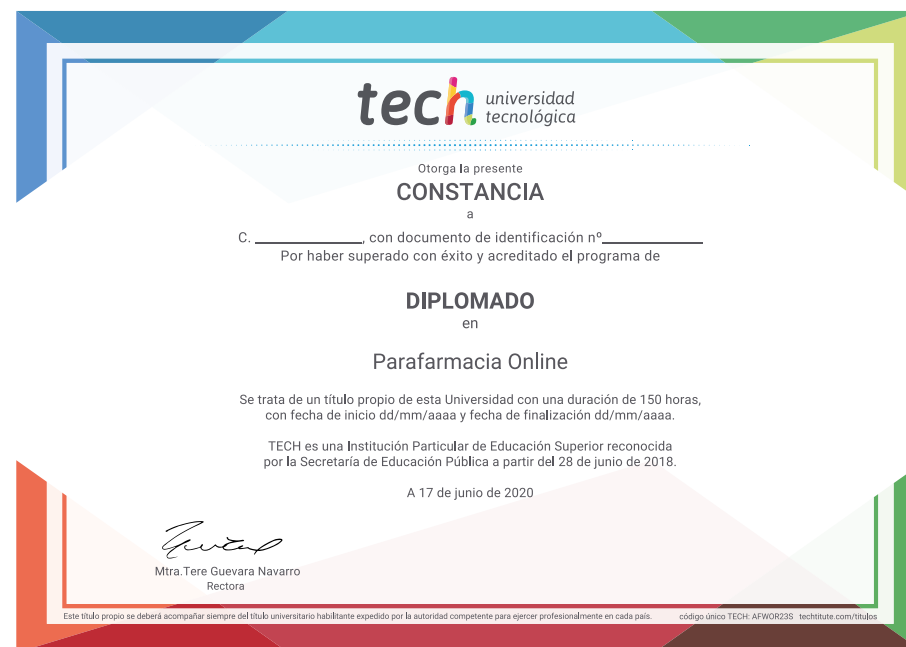 tech universidad
tecnológica
Otorga la presente
CONSTANCIA
a
C. ______________, con documento de identificación nº_____________
Por haber superado con éxito y acreditado el programa de
DIPLOMADO
en
Parafarmacia Online
Se trata de un título propio de esta Universidad con una duración de 150 horas,
con fecha de inicio dd/mm/aaaa y fecha de finalización dd/mm/aaaa.
TECH es una Institución Particular de Educación Superior reconocida
por la Secretaría de Educación Pública a partir del 28 de junio de 2018.
A 17 de junio de 2020
Mtra.Tere Guevara Navarro
Rectora
Este título propio se deberá acompañar siempre del título universitario habilitante expedido por la autoridad competente para ejercer profesionalmente en cada país. código único TECH: AFWOR23S techtitute.com/titulos